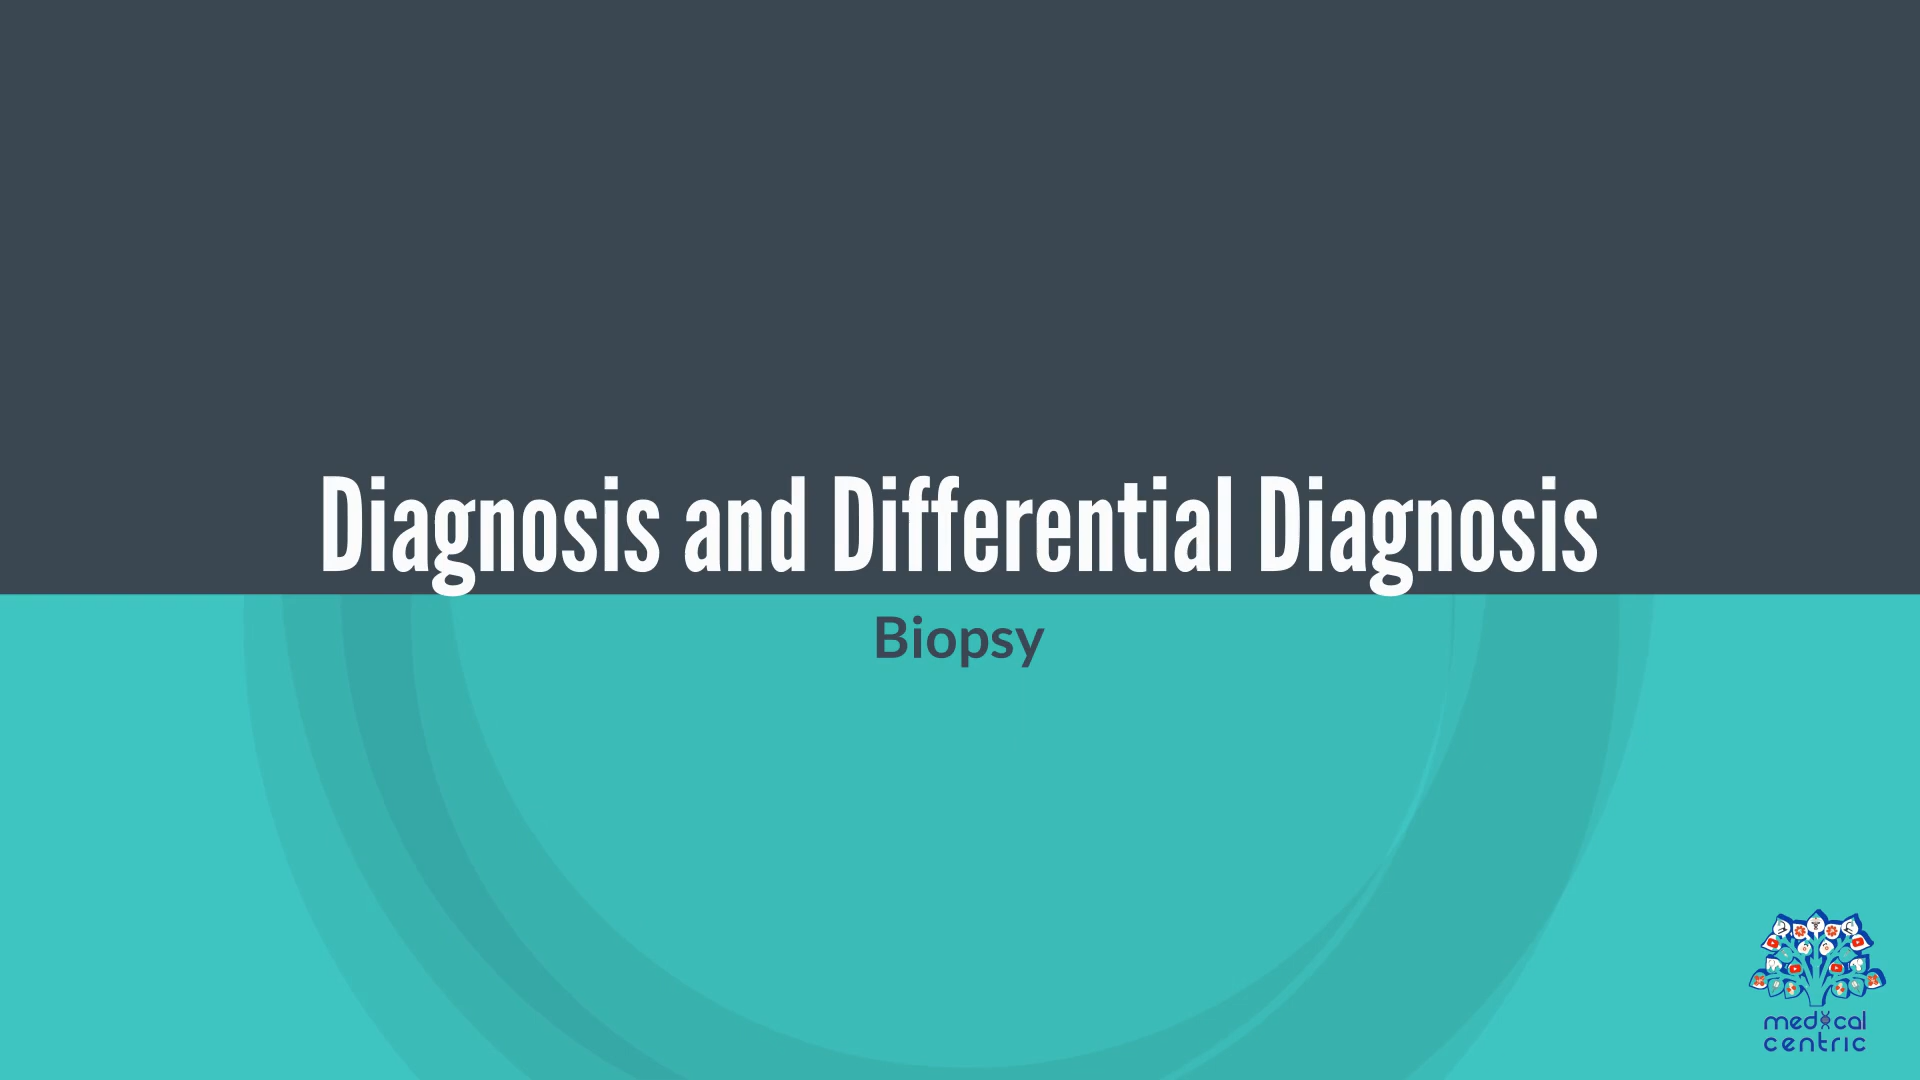 Diagnosis and Differential Diagnosis
Biopsy
medical
centric